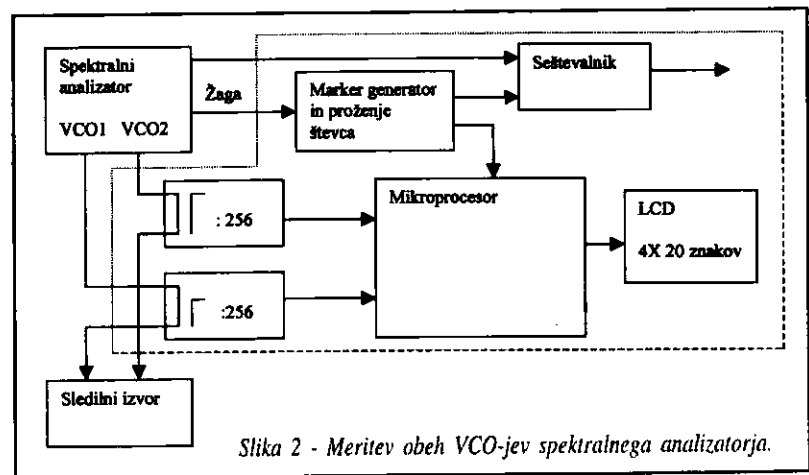 Spektralni
analizator
VCO1 VCO2
Žaga
Marker generator
in proženje
števca
Seštevalnik
: 256
:256
Mikroprocesor
LCD
4X 20 znakov
Sledilni izvor
Slika 2 - Meritev obeh VCO-jev spektralnega analizatorja.